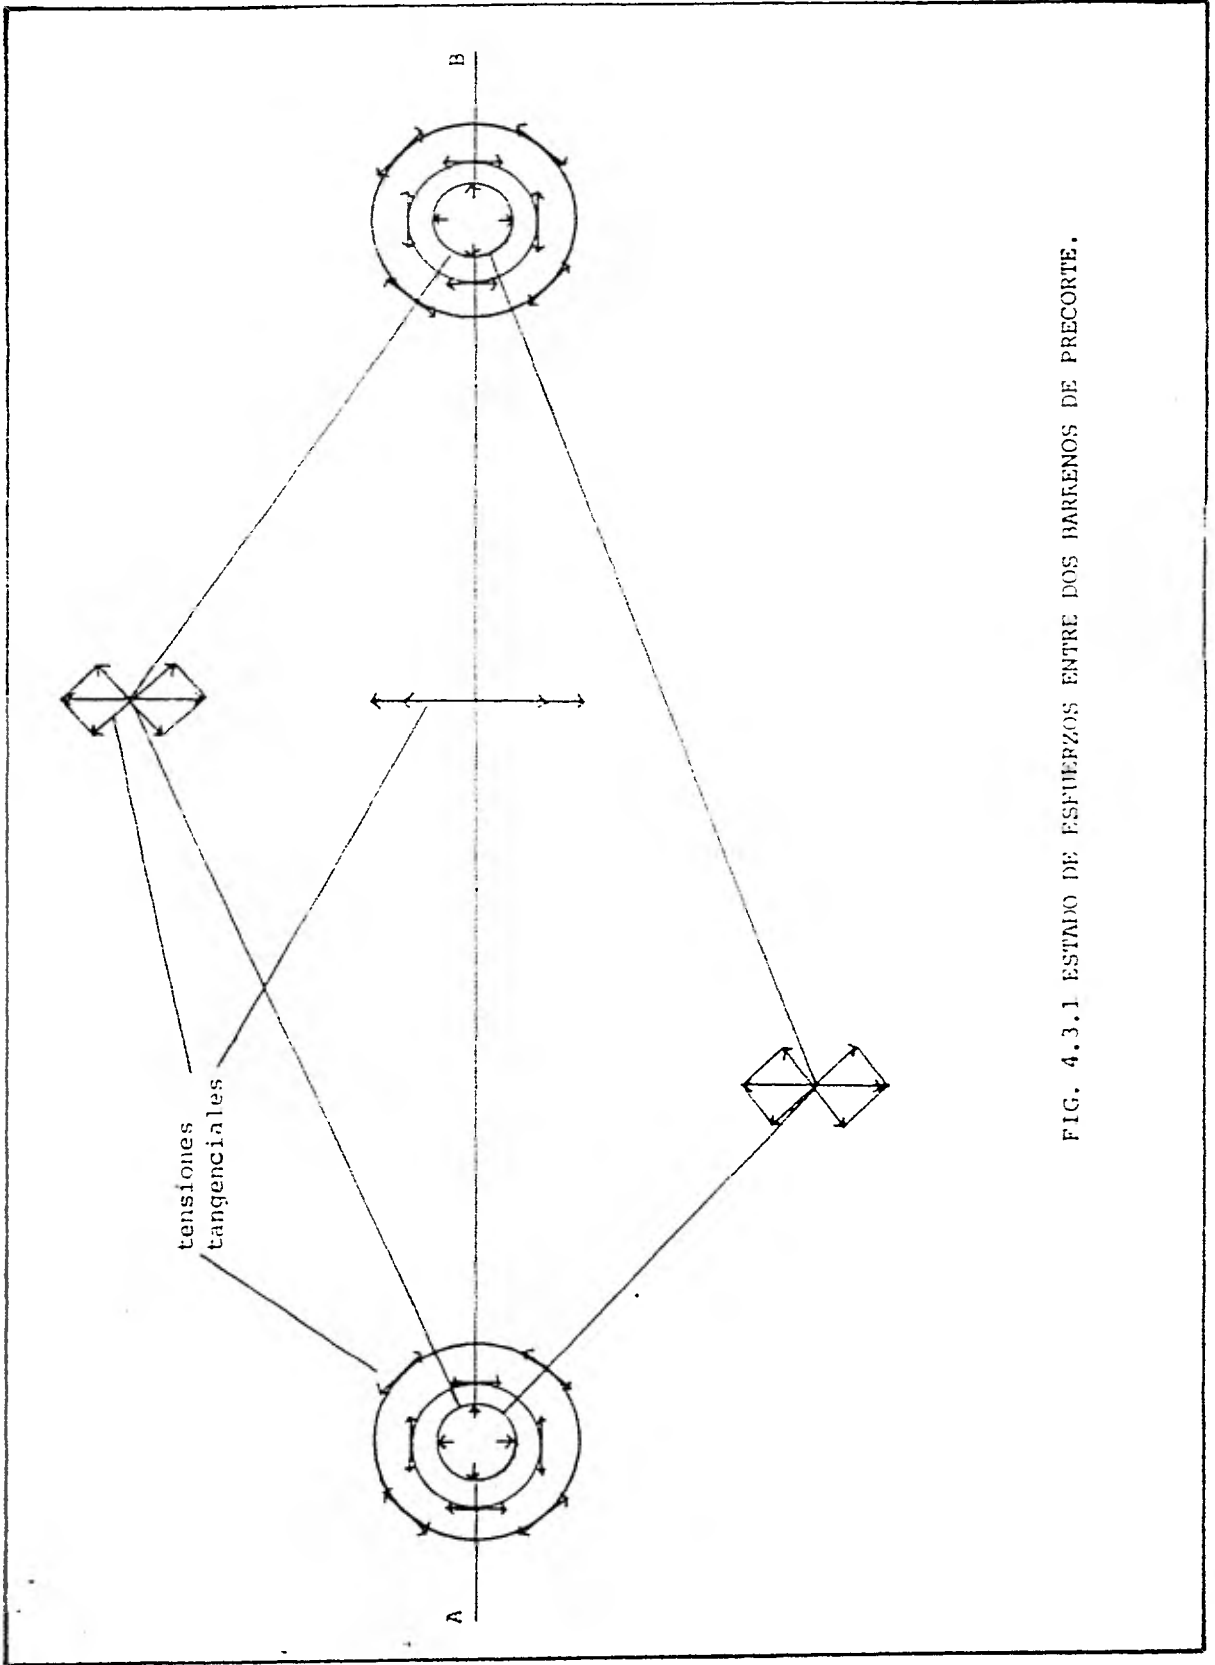 A
B
tensiones
tangenciales
FIG. 4.3.1 ESTADO DE ESFUERZOS ENTRE DOS BARRENOS DE PRECORTE.